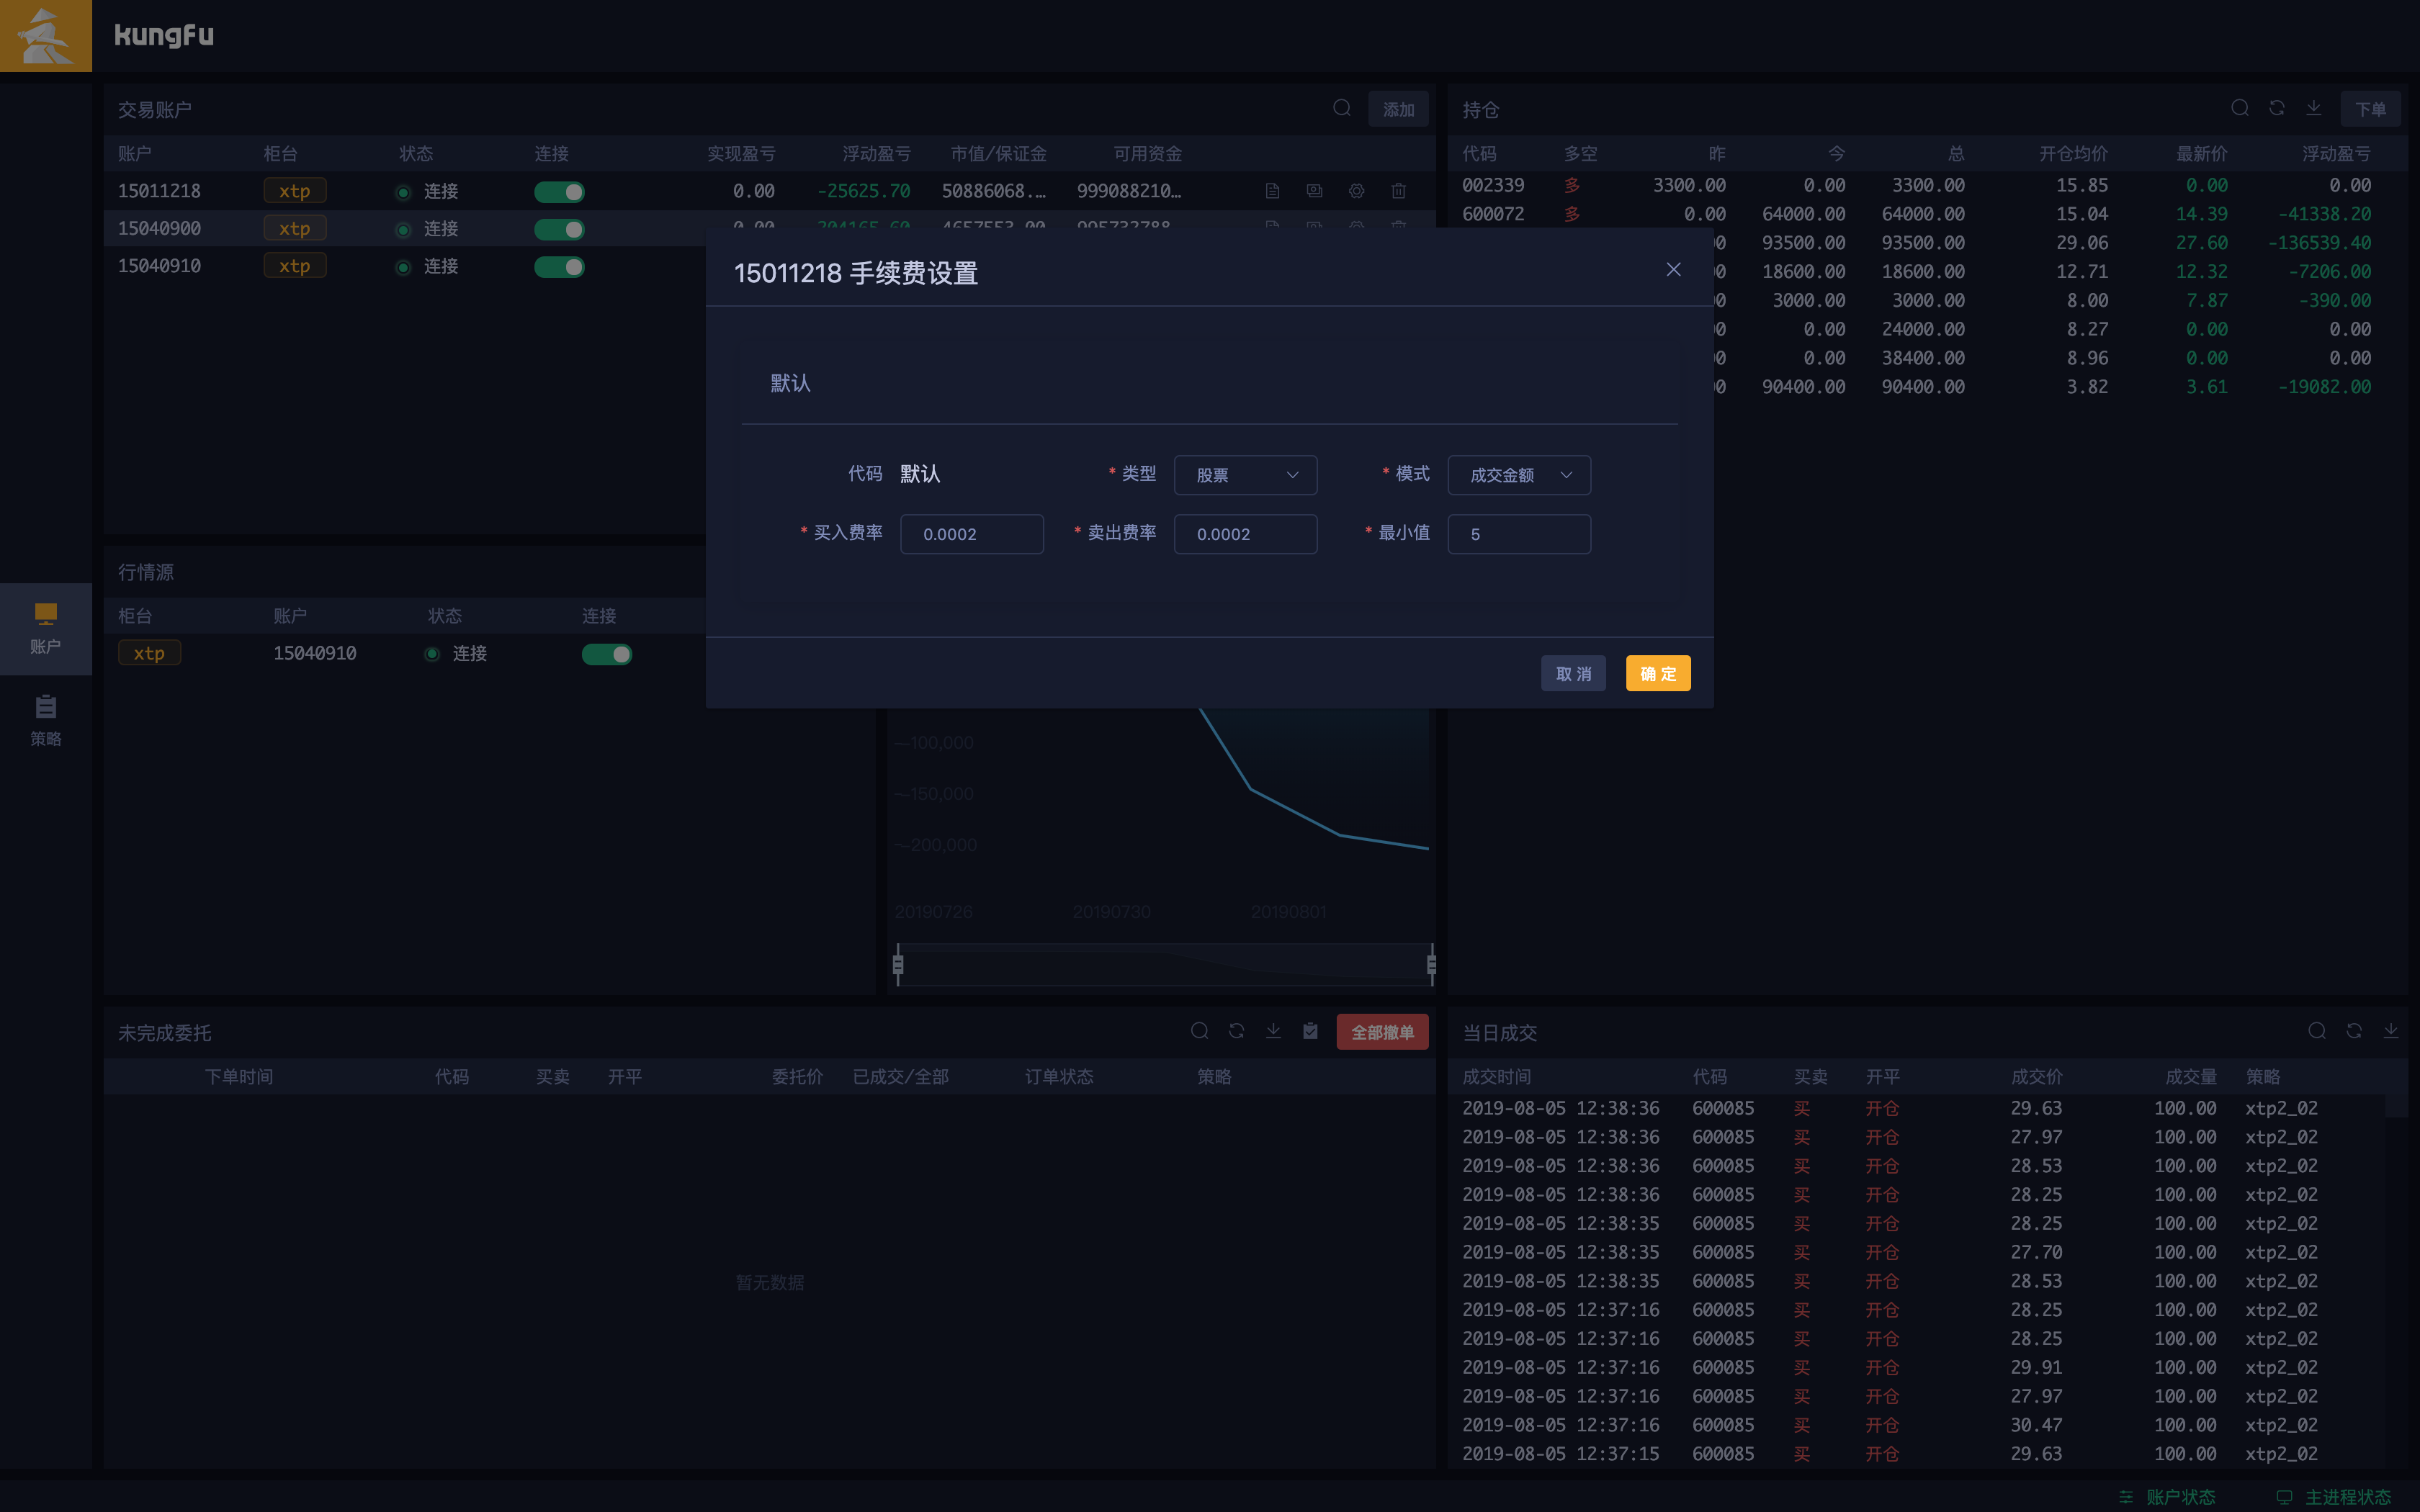 kungfu
交易账户
添加
账户 柜台 状态 连接 实现盈亏 浮动盈亏 市值/保证金 可用资金
15011218 xtp 连接 0.00 -25625.70 50886068.... 999088210...
15040900 xtp 连接
15040910 xtp 连接
持仓
下单
代码 多空 昨 今 总 开仓均价 最新价 浮动盈亏
002339 多 3300.00 0.00 3300.00 15.85 0.00 0.00
600072 多 0.00 64000.00 64000.00 15.04 14.39 -41338.20
93500.00 93500.00 29.06 27.60 -136539.40
18600.00 18600.00 12.71 12.32 -7206.00
3000.00 3000.00 8.00 7.87 -390.00
0.00 24000.00 8.27 0.00 0.00
0.00 38400.00 8.96 0.00 0.00
90400.00 90400.00 3.82 3.61 -19082.00
15011218 手续费设置
默认
代码 默认 * 类型 股票 * 模式 成交金额
* 买入费率 0.0002 * 卖出费率 0.0002 * 最小值 5
取 消 确 定
行情源
柜台 账户 状态 连接
xtp 15040910 连接
账户
策略
-100,000
-150,000
-200,000
20190726 20190730 20190801
未完成委托
全部撤单
下单时间 代码 买卖 开平 委托价 已成交/全部 订单状态 策略
暂无数据
当日成交
成交时间 代码 买卖 开平 成交价 成交量 策略
2019-08-05 12:38:36 600085 买 开仓 29.63 100.00 xtp2_02
2019-08-05 12:38:36 600085 买 开仓 27.97 100.00 xtp2_02
2019-08-05 12:38:36 600085 买 开仓 28.53 100.00 xtp2_02
2019-08-05 12:38:36 600085 买 开仓 28.25 100.00 xtp2_02
2019-08-05 12:38:35 600085 买 开仓 28.25 100.00 xtp2_02
2019-08-05 12:38:35 600085 买 开仓 27.70 100.00 xtp2_02
2019-08-05 12:38:35 600085 买 开仓 28.53 100.00 xtp2_02
2019-08-05 12:37:16 600085 买 开仓 28.25 100.00 xtp2_02
2019-08-05 12:37:16 600085 买 开仓 28.25 100.00 xtp2_02
2019-08-05 12:37:16 600085 买 开仓 29.91 100.00 xtp2_02
2019-08-05 12:37:16 600085 买 开仓 27.97 100.00 xtp2_02
2019-08-05 12:37:16 600085 买 开仓 30.47 100.00 xtp2_02
2019-08-05 12:37:15 600085 买 开仓 29.63 100.00 xtp2_02
账户状态 主进程状态